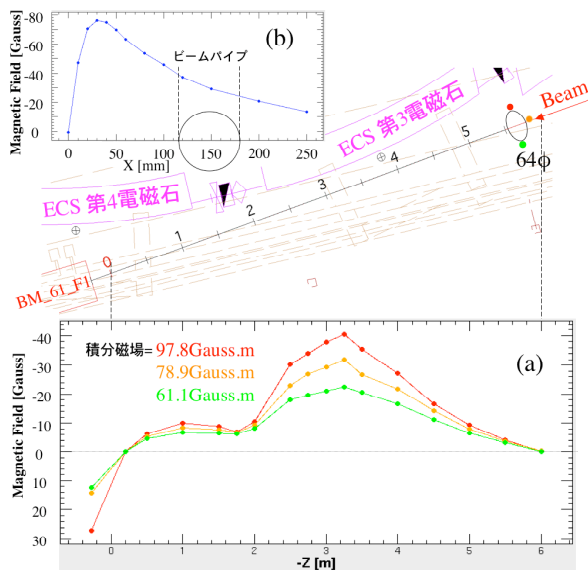 -80
-60
-40
-20
0
Magnetic Field [Gauss]
(b)
ビームパイプ
0 50 100 150 200 250
X [mm]
ECS 第3電磁石
ECS 第4電磁石
Beam
64φ
0 1 2 3 4 5
BM_61_F1
-40
-30
-20
-10
0
10
20
30
Magnetic Field [Gauss]
(a)
積分磁場= 97.8Gauss.m
78.9Gauss.m
61.1Gauss.m
0 1 2 3 4 5 6
-Z [m]